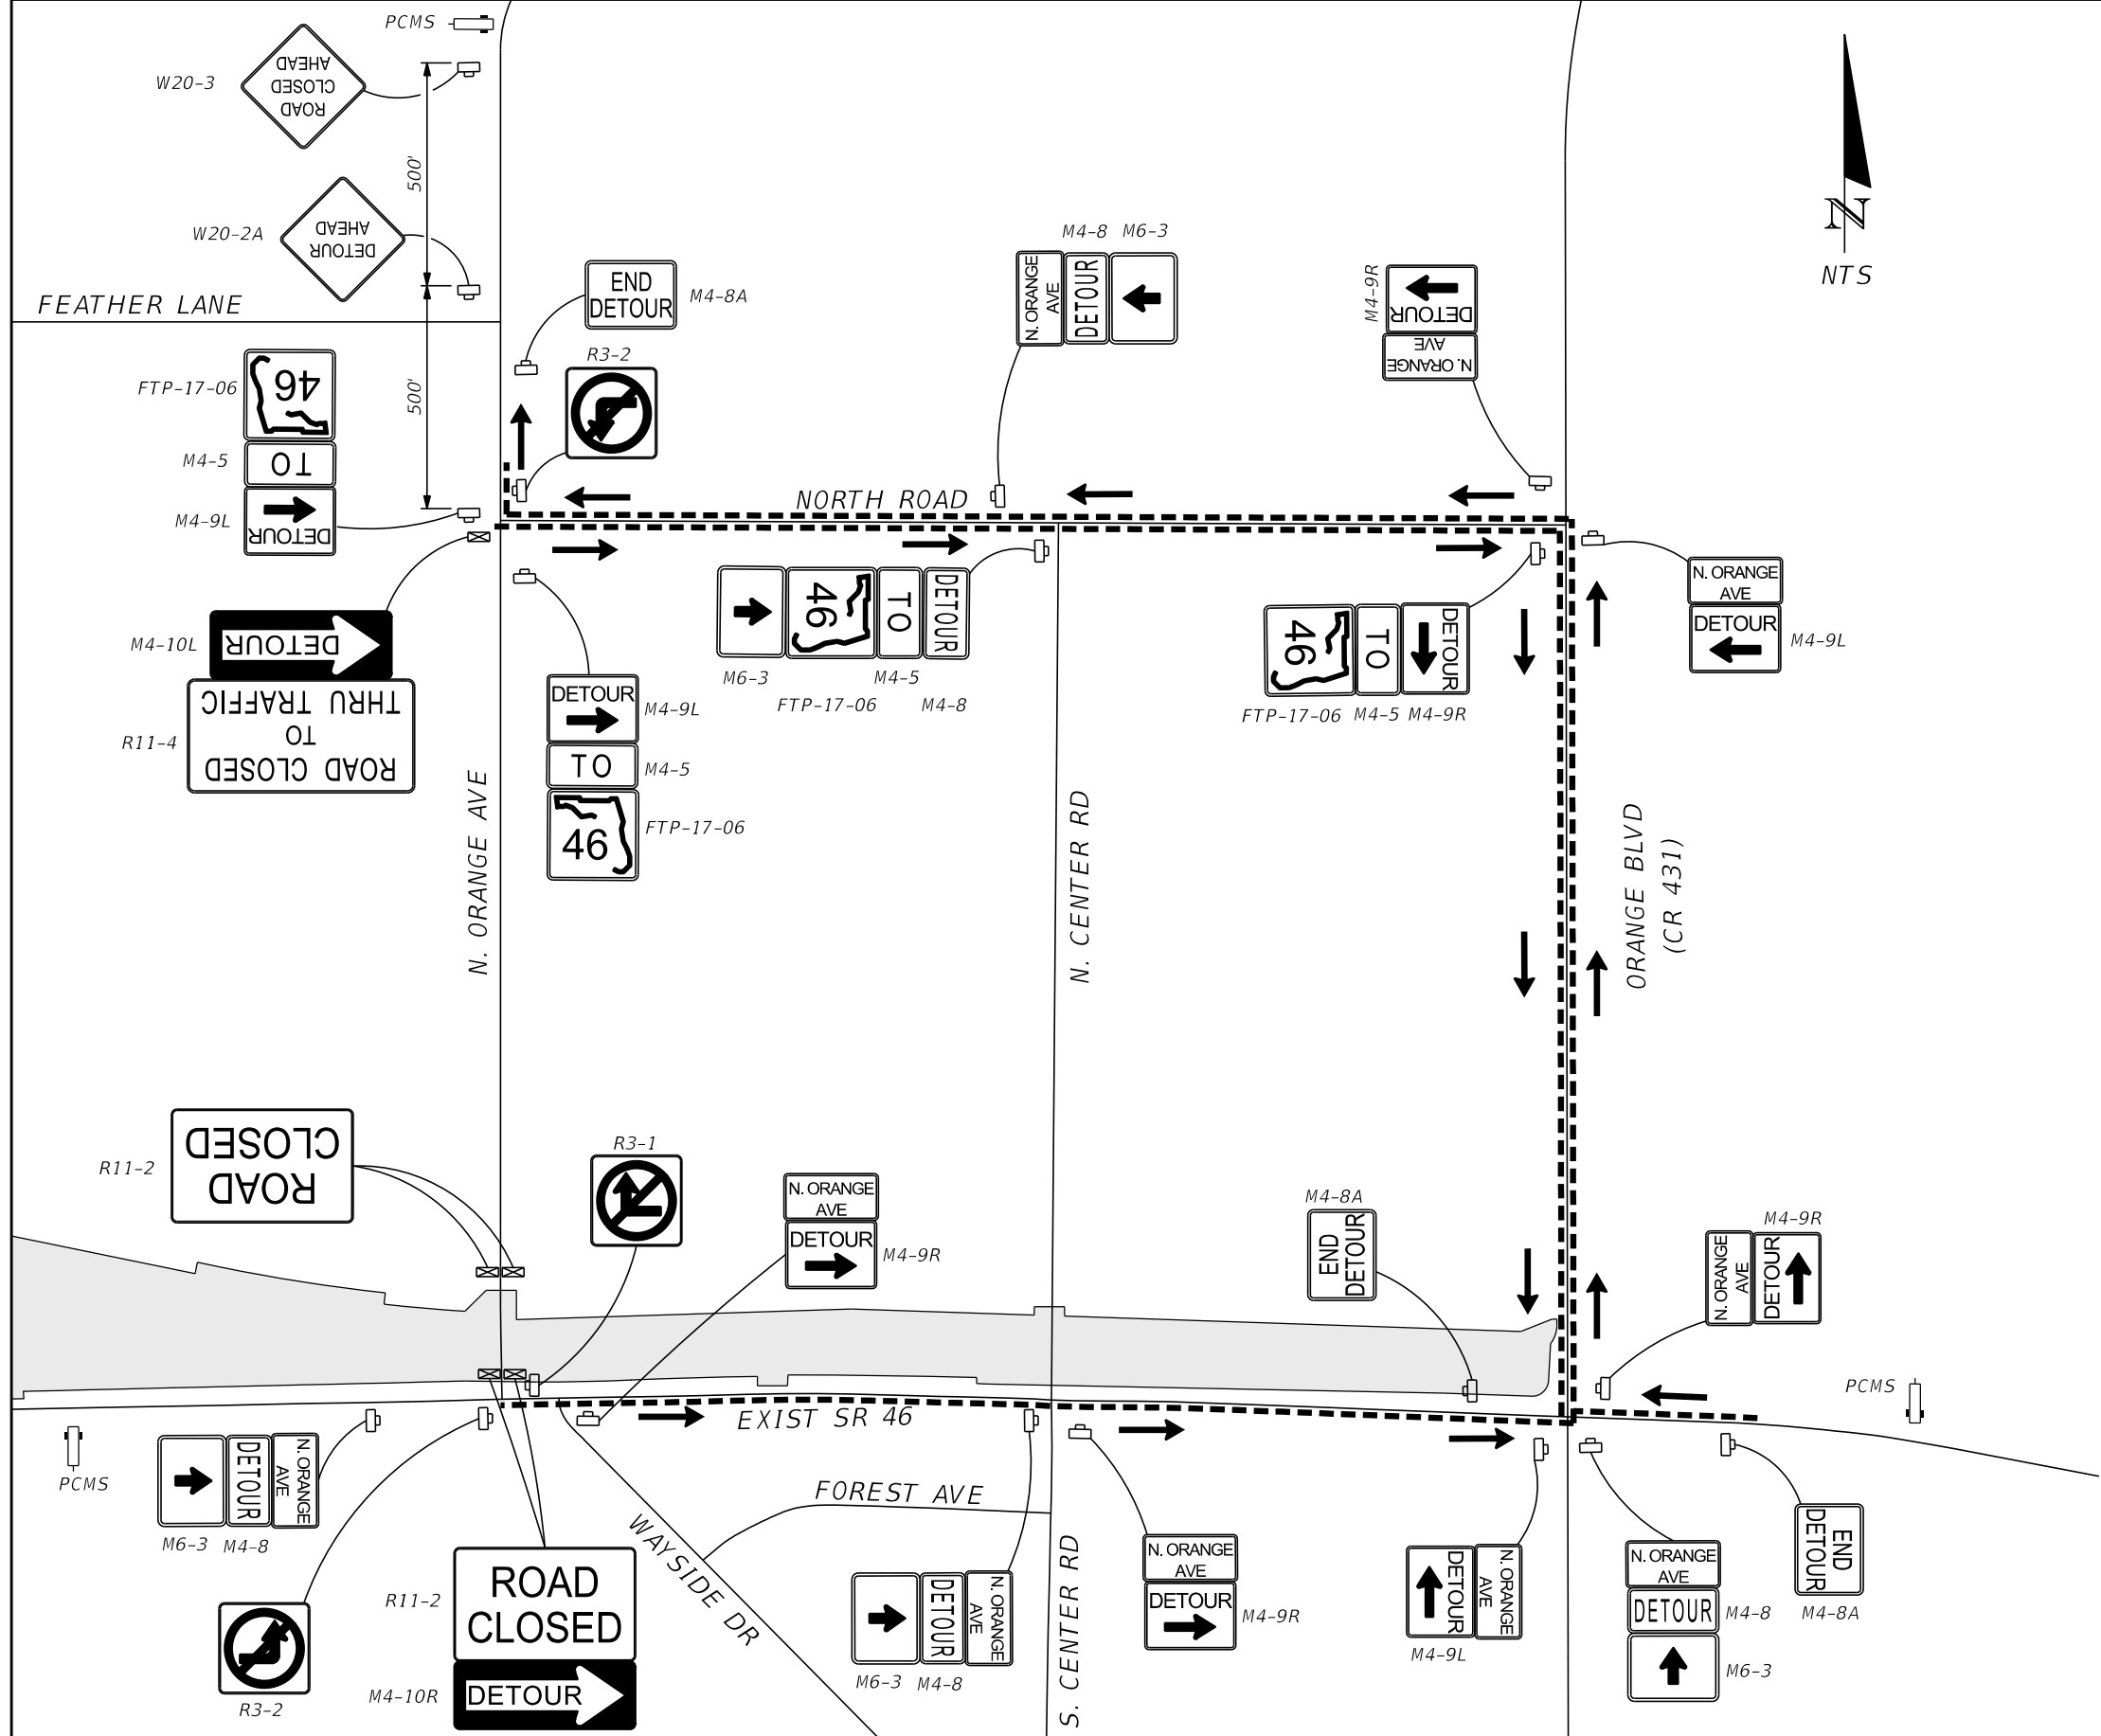 PCMS
W20-3
ROAD
CLOSED
AHEAD
500'
W20-2A
DETOUR
AHEAD
FEATHER LANE
END
DETOUR
M4-8A
R3-2
M4-8 M6-3
N. ORANGE
AVE
DETOUR
M4-9R
N. ORANGE
AVE
DETOUR
N
NTS
FTP-17-06
46
M4-5
TO
M4-9L
DETOUR
500'
NORTH ROAD
M4-10L
DETOUR
R11-4
ROAD CLOSED
TO
THRU TRAFFIC
DETOUR
M4-9L
TO
M4-5
46
FTP-17-06
46
TO
DETOUR
M6-3
FTP-17-06
M4-5
M4-8
46
TO
DETOUR
FTP-17-06 M4-5 M4-9R
N. ORANGE
AVE
DETOUR
M4-9L
N. ORANGE AVE
N. CENTER RD
ORANGE BLVD
(CR 431)
R11-2
ROAD
CLOSED
R3-1
N. ORANGE
AVE
DETOUR
M4-9R
M4-8A
END
DETOUR
M4-9R
N. ORANGE
AVE
DETOUR
PCMS
EXIST SR 46
PCMS
DETOUR
N. ORANGE
AVE
M6-3 M4-8
R3-2
R11-2
ROAD
CLOSED
M4-10R
DETOUR
WAYSIDE DR
FOREST AVE
DETOUR
N. ORANGE
AVE
M6-3 M4-8
S. CENTER RD
N. ORANGE
AVE
DETOUR
M4-9R
DETOUR
N. ORANGE
AVE
M4-9L
N. ORANGE
AVE
DETOUR
M4-8
M6-3
END
DETOUR
M4-8A